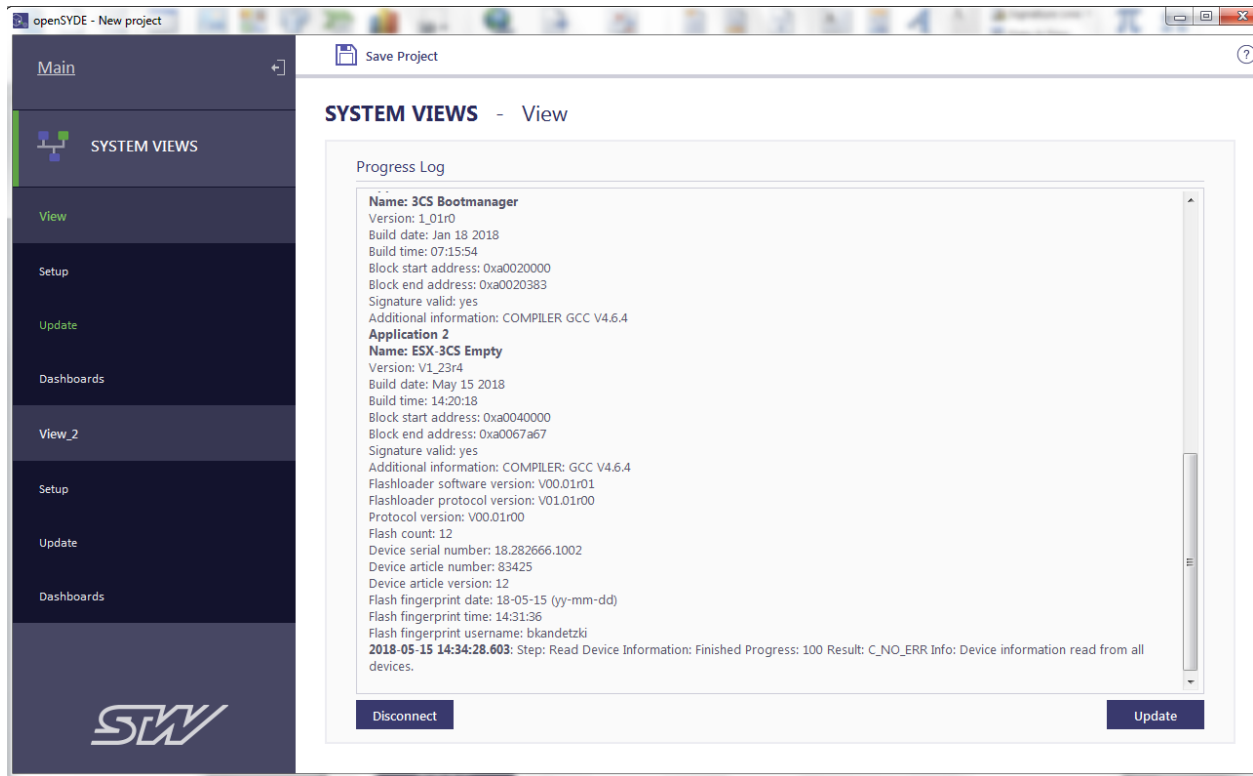 openSYDE - New project
Main
SYSTEM VIEWS
View
Setup
Update
Dashboards
View_2
Setup
Update
Dashboards
STW
Save Project
?
SYSTEM VIEWS - View
Progress Log
Name: 3CS Bootmanager
Version: 1_01r0
Build date: Jan 18 2018
Build time: 07:15:54
Block start address: 0xa0020000
Block end address: 0xa0020383
Signature valid: yes
Additional information: COMPILER GCC V4.6.4
Application 2
Name: ESX-3CS Empty
Version: V1_23r4
Build date: May 15 2018
Build time: 14:20:18
Block start address: 0xa0040000
Block end address: 0xa0067a67
Signature valid: yes
Additional information: COMPILER: GCC V4.6.4
Flashloader software version: V00.01r01
Flashloader protocol version: V01.01r00
Protocol version: V00.01r00
Flash count: 12
Device serial number: 18.282666.1002
Device article number: 83425
Device article version: 12
Flash fingerprint date: 18-05-15 (yy-mm-dd)
Flash fingerprint time: 14:31:36
Flash fingerprint username: bkandetzki
2018-05-15 14:34:28.603: Step: Read Device Information: Finished Progress: 100 Result: C_NO_ERR Info: Device information read from all
devices.
Disconnect
Update